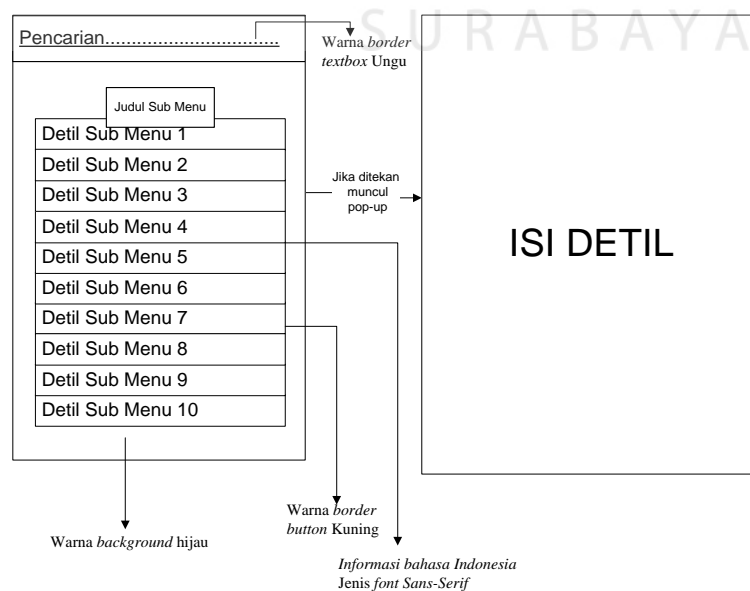 SURABAYA
Pencarian................................
Warna border
textbox Ungu
Judul Sub Menu
Detil Sub Menu 1
Detil Sub Menu 2
Detil Sub Menu 3
Detil Sub Menu 4
Detil Sub Menu 5
Detil Sub Menu 6
Detil Sub Menu 7
Detil Sub Menu 8
Detil Sub Menu 9
Detil Sub Menu 10
Jika ditekan
muncul
pop-up
ISI DETIL
Warna border
button Kuning
Warna background hijau
Informasi bahasa Indonesia
Jenis font Sans-Serif